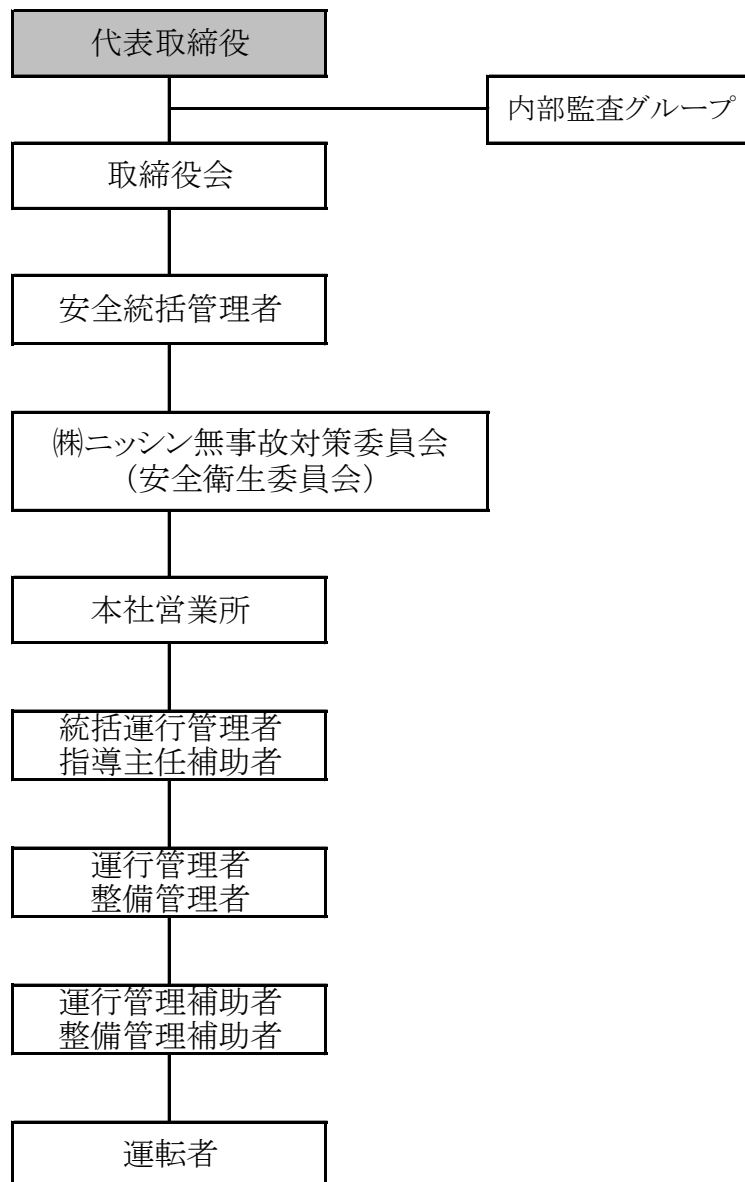 代表取締役
内部監査グループ
取締役会
安全統括管理者
㈱ニッシン無事故対策委員会
(安全衛生委員会)
本社営業所
統括運行管理者
指導主任補助者
運行管理者
整備管理者
運行管理補助者
整備管理補助者
運転者